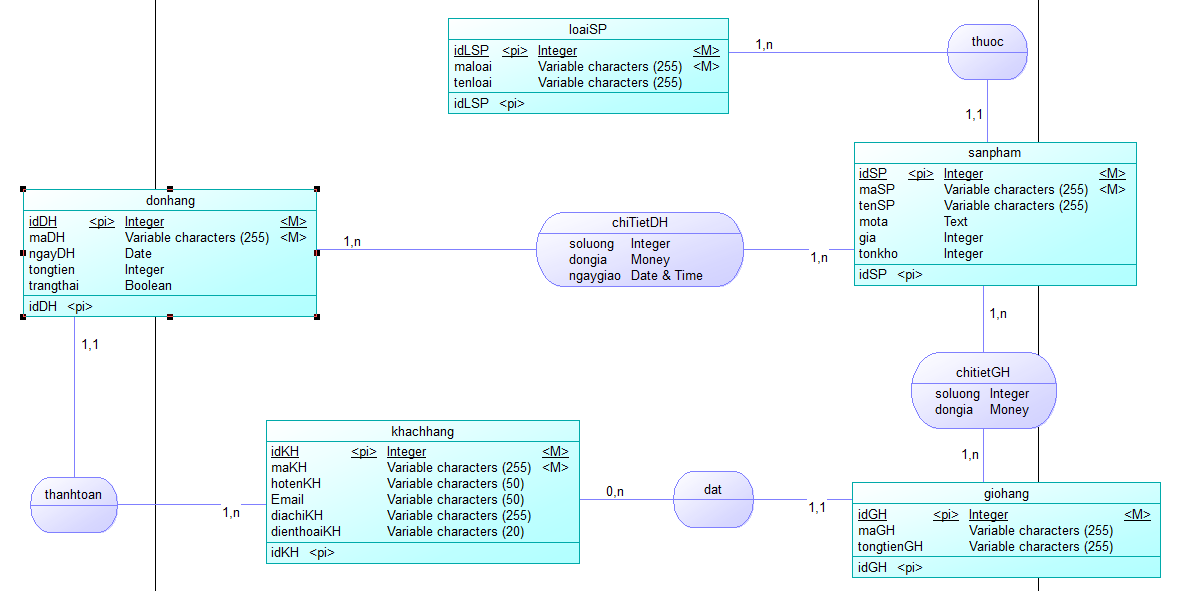 loaiSP
idLSP <pi> Integer <M>
maloai Variable characters (255) <M>
tenloai Variable characters (255)
idLSP <pi>
1,n
thuoc
1,1
sanpham
idSP <pi> Integer <M>
maSP Variable characters (255) <M>
tenSP Variable characters (255)
mota Text
gia Integer
tonkho Integer
idSP <pi>
donhang
idDH <pi> Integer <M>
maDH Variable characters (255) <M>
ngayDH Date
tongtien Integer
trangthai Boolean
idDH <pi>
1,n
chiTietDH
soluong Integer
dongia Money
ngaygiao Date & Time
1,n
1,1
1,n
chitietGH
soluong Integer
dongia Money
1,n
khachhang
idKH <pi> Integer <M>
maKH Variable characters (255) <M>
hotenKH Variable characters (50)
Email Variable characters (50)
diachiKH Variable characters (255)
dienthoaiKH Variable characters (20)
idKH <pi>
thanhtoan
1,n
0,n
dat
1,1
giohang
idGH <pi> Integer <M>
maGH Variable characters (255)
tongtienGH Variable characters (255)
idGH <pi>